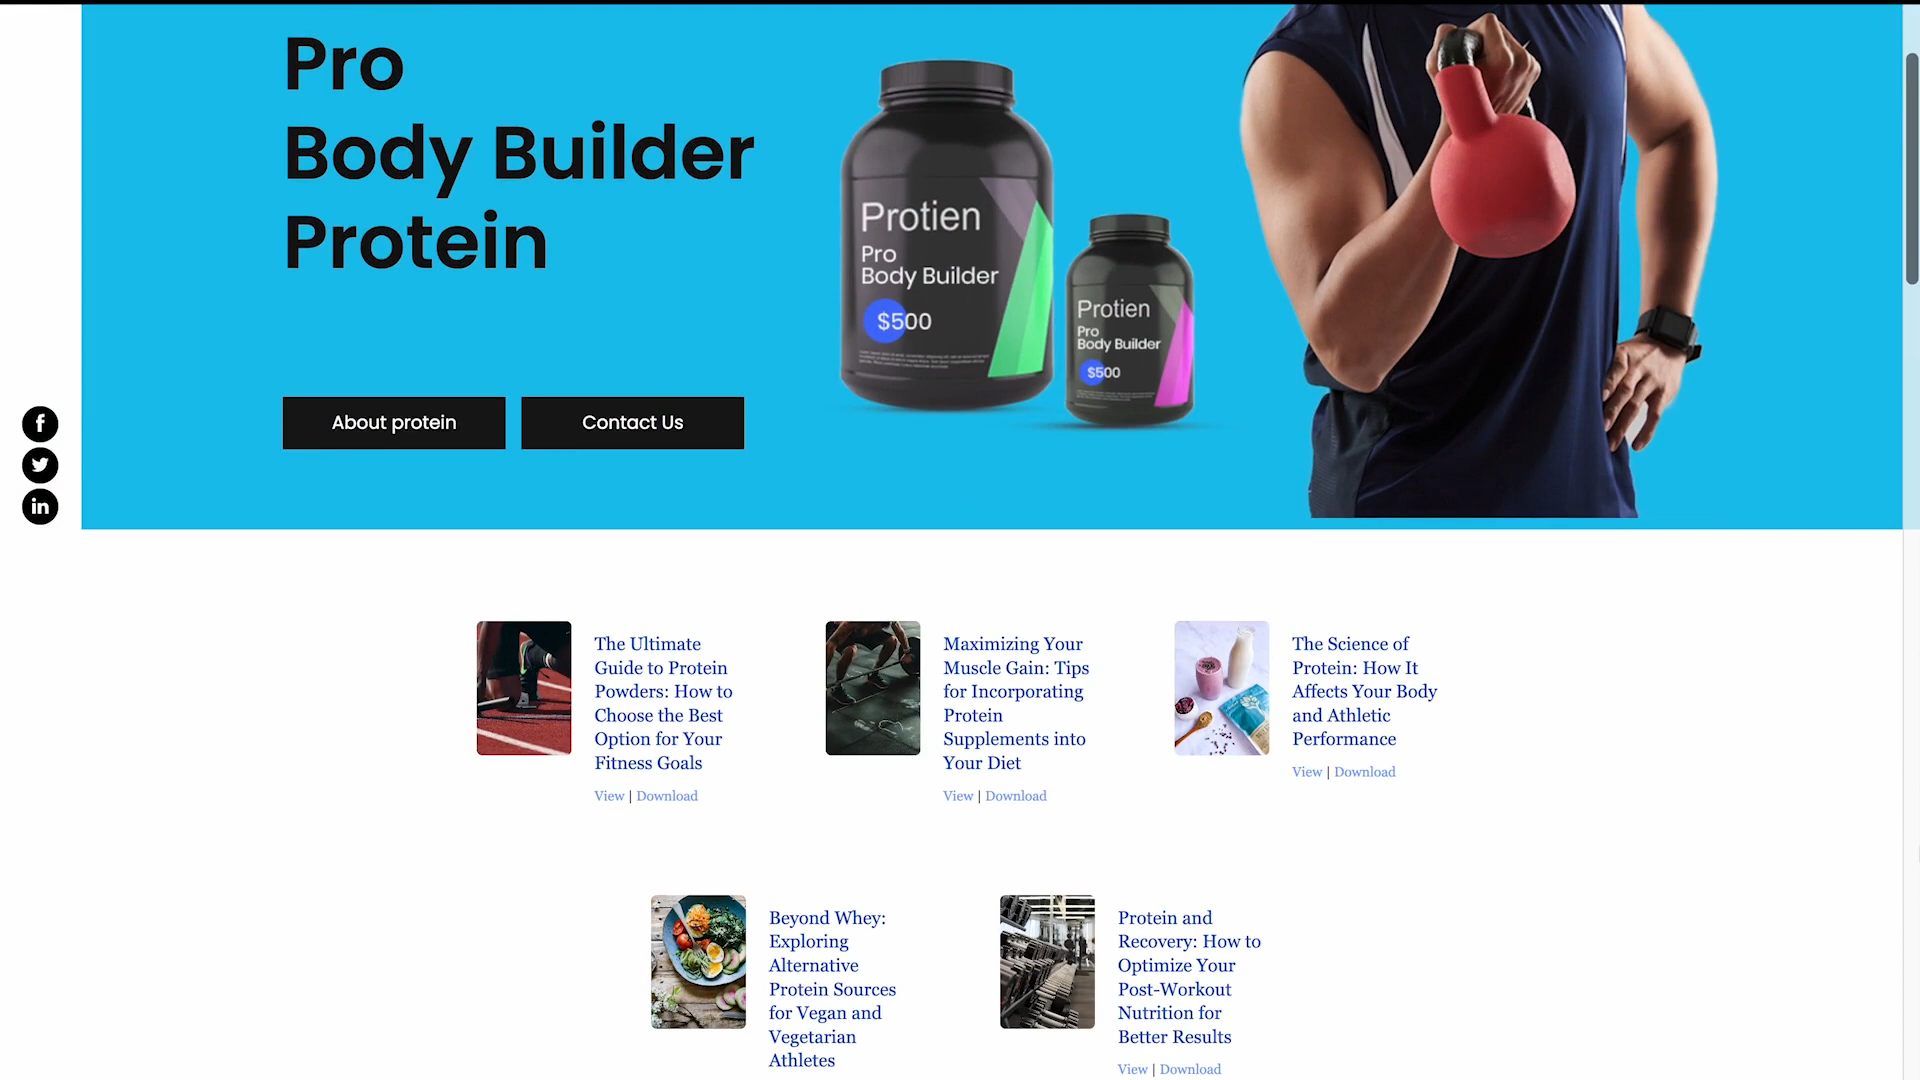 Pro
Body Builder
Protein
About protein
Contact Us
Protien
Pro
Body Builder
$500
Protien
Pro
Body Builder
$500
f
in
The Ultimate
Guide to Protein
Powders: How to
Choose the Best
Option for Your
Fitness Goals
View | Download
Maximizing Your
Muscle Gain: Tips
for Incorporating
Protein
Supplements into
Your Diet
View | Download
The Science of
Protein: How It
Affects Your Body
and Athletic
Performance
View | Download
Beyond Whey:
Exploring
Alternative
Protein Sources
for Vegan and
Vegetarian
Athletes
Protein and
Recovery: How to
Optimize Your
Post-Workout
Nutrition for
Better Results
View | Download